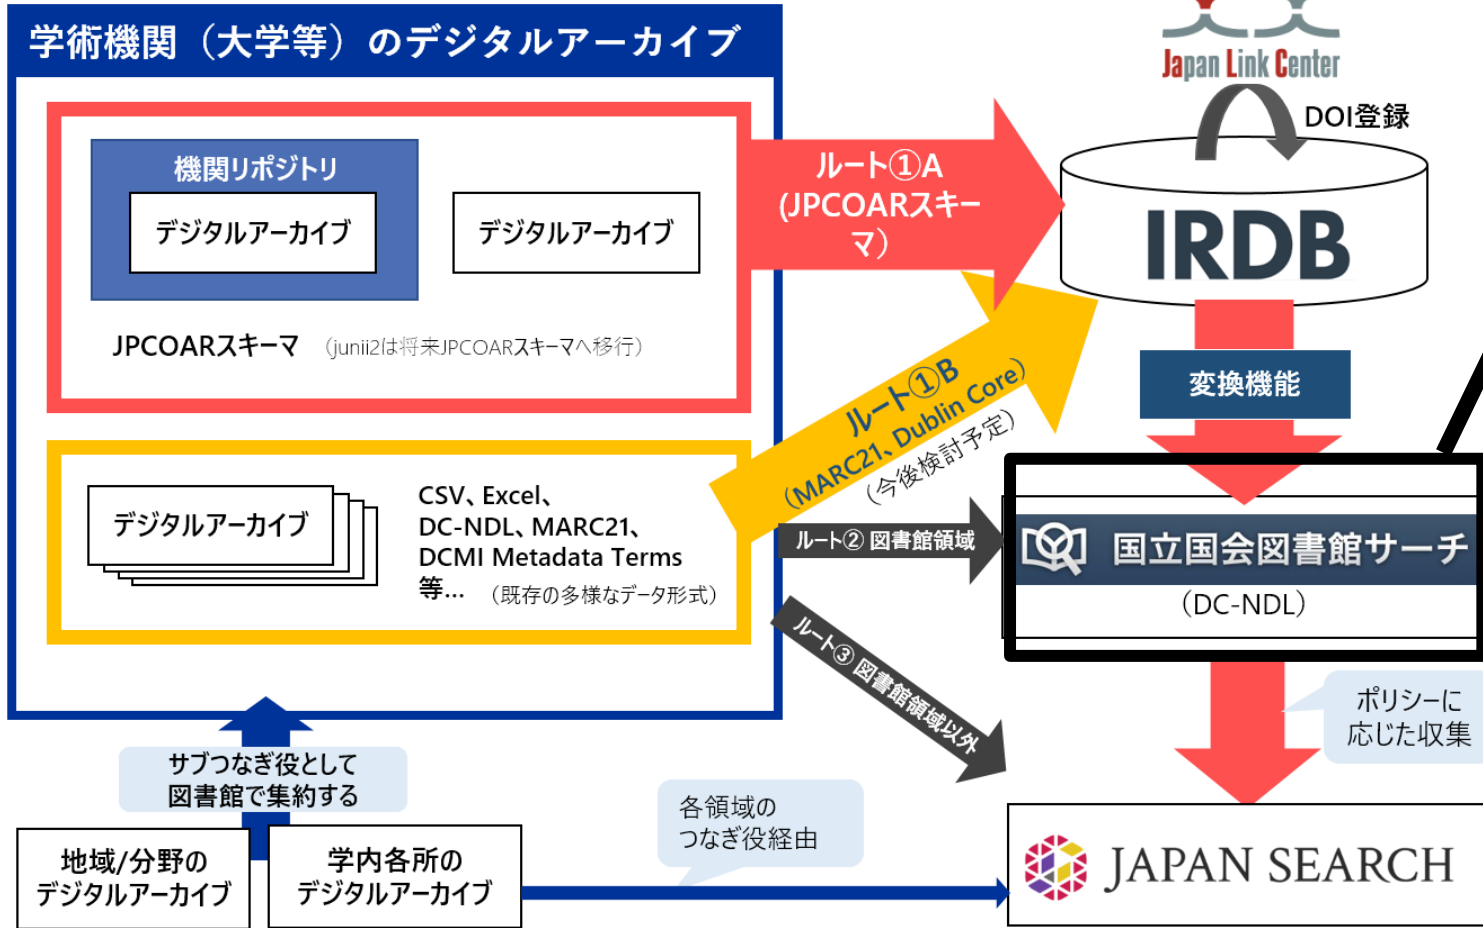 学術機関（大学等）のデジタルアーカイブ
機関リポジトリ
デジタルアーカイブ
デジタルアーカイブ
JPCOARスキーマ （junii2は将来JPCOARスキーマへ移行）
デジタルアーカイブ
CSV、Excel、
DC-NDL、MARC21、
DCMI Metadata Terms
等... （既存の多様なデータ形式）
ルート①A
(JPCOARスキー
マ）
ルート①B
（MARC21、Dublin Core）
（今後検討予定）
ルート② 図書館領域
ルート③ 図書館領域以外
Japan Link Center
DOI登録
IRDB
変換機能
国立国会図書館サーチ
（DC-NDL）
ポリシーに
応じた収集
サブつなぎ役として
図書館で集約する
地域/分野の
デジタルアーカイブ
学内各所の
デジタルアーカイブ
各領域の
つなぎ役経由
JAPAN SEARCH